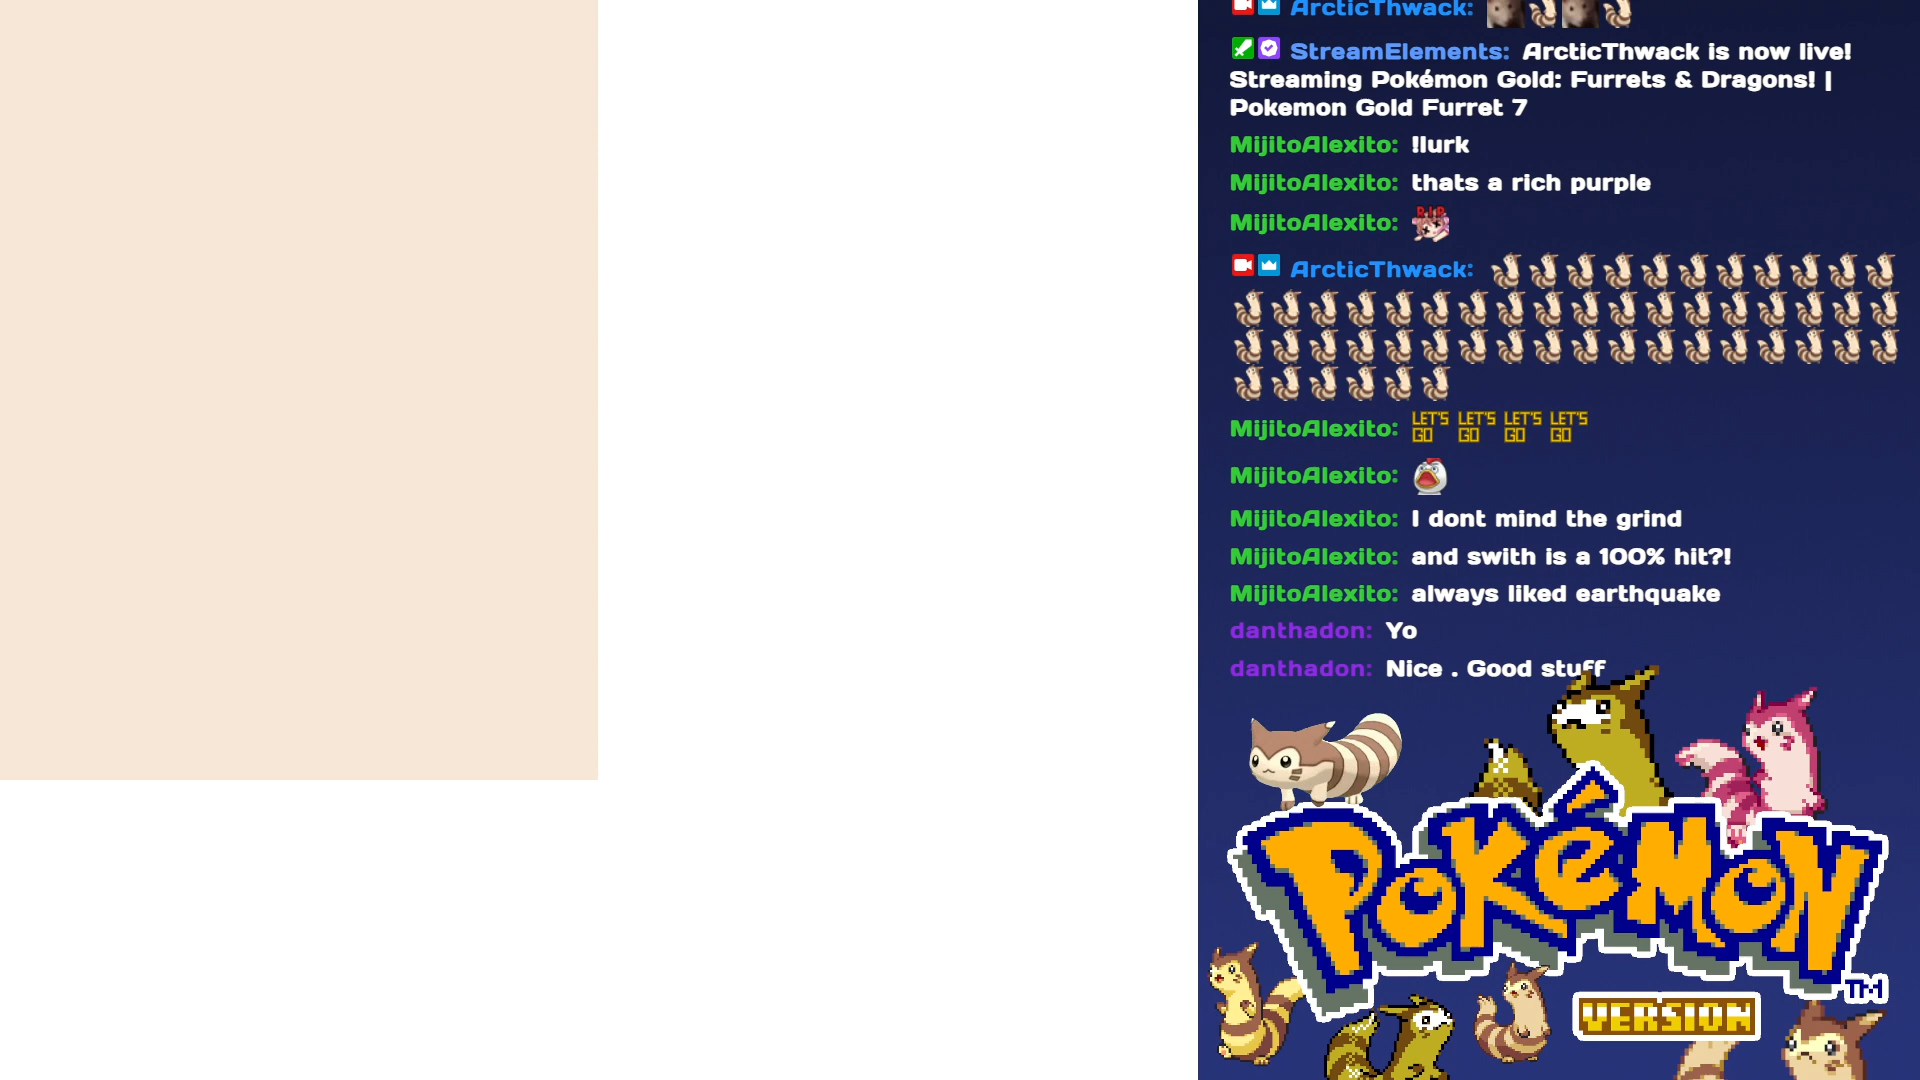 ArcticThwack:
StreamElements: ArcticThwack is now live!
Streaming Pokémon Gold: Furrets & Dragons! |
Pokemon Gold Furret 7
MijitoAlexito: !lurk
MijitoAlexito: thats a rich purple
MijitoAlexito: R.I.P
ArcticThwack:
MijitoAlexito: LET'S GO LET'S GO LET'S GO LET'S GO
MijitoAlexito:
MijitoAlexito: I dont mind the grind
MijitoAlexito: and swith is a 100% hit?!
MijitoAlexito: always liked earthquake
danthadon: Yo
danthadon: Nice . Good stuff
POKéMON
TM
VERSION